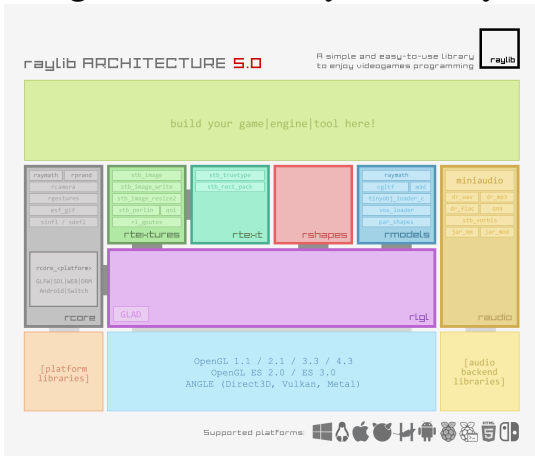 raylib ARCHITECTURE 5.0
A simple and easy-to-use library
to enjoy videogames programming
raylib
build your game|engine|tool here!
raymath
rprand
rcamera
rgestures
msf_gif
sinfl / sdefl
rcore_<platform>
GLFW|SDL|WEB|DRM
Android|Switch
rcore
stb_image
stb_image_write
stb_image_resize2
stb_perlin
qoi
rl_gputex
rtextures
stb_truetype
stb_rect_pack
rtext
rshapes
raymath
cgltf
m3d
tinyobj_loader_c
vox_loader
par_shapes
rmodels
miniaudio
dr_wav
dr_mp3
dr_flac
qoa
stb_vorbis
jar_xm
jar_mod
raudio
GLAD
rlgl
[platform
libraries]
OpenGL 1.1 / 2.1 / 3.3 / 4.3
OpenGL ES 2.0 / ES 3.0
ANGLE (Direct3D, Vulkan, Metal)
[audio
backend
libraries]
Supported platforms:
HTML
5